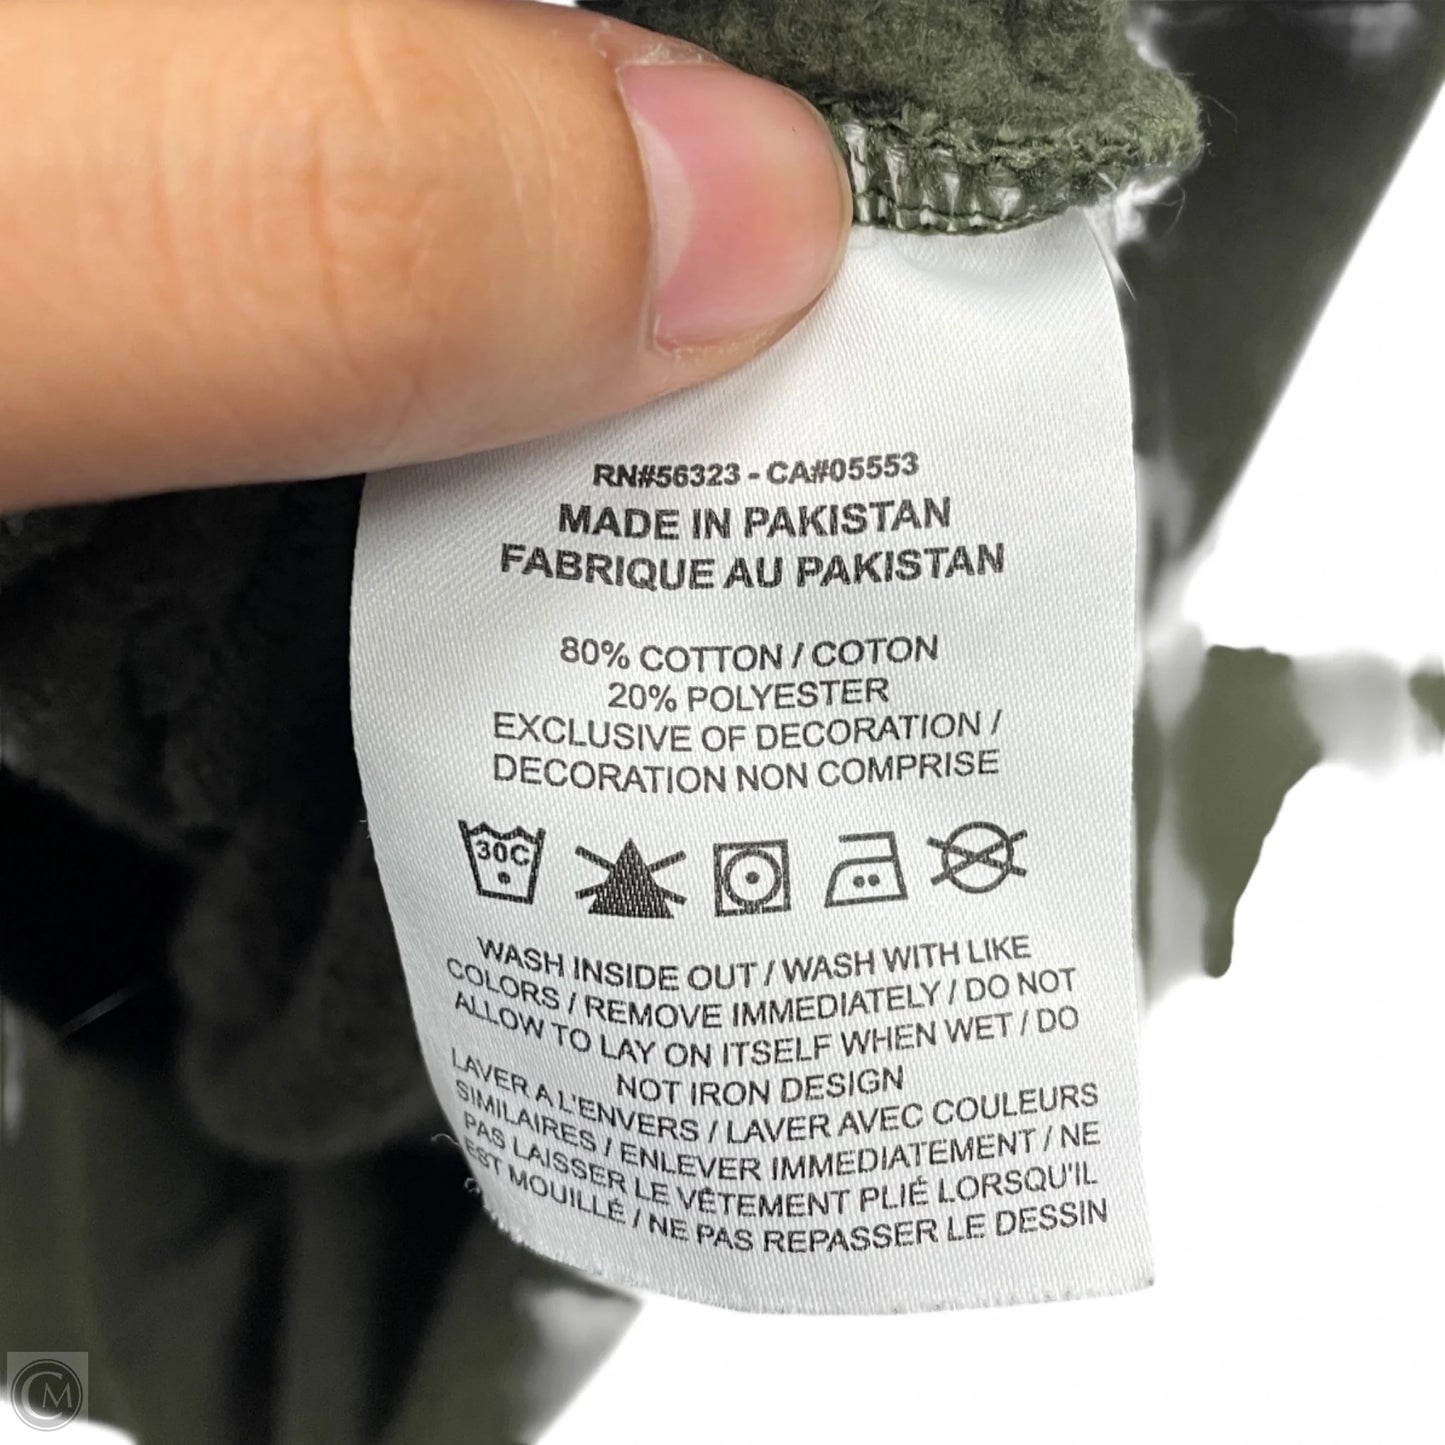 RN#56323 - CA#05553
MADE IN PAKISTAN
FABRIQUE AU PAKISTAN
80% COTTON / COTON
20% POLYESTER
EXCLUSIVE OF DECORATION /
DECORATION NON COMPRISE
30C
WASH INSIDE OUT / WASH WITH LIKE
COLORS / REMOVE IMMEDIATELY / DO NOT
ALLOW TO LAY ON ITSELF WHEN WET / DO
NOT IRON DESIGN
LAVER A L'ENVERS / LAVER AVEC COULEURS
SIMILAIRES / ENLEVER IMMEDIATEMENT / NE
PAS LAISSER LE VÊTEMENT PLIÉ LORSQU'IL
EST MOUILLÉ / NE PAS REPASSER LE DESSIN
CM